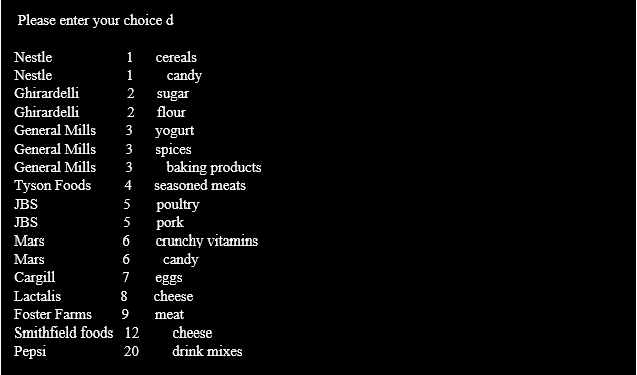 Please enter your choice d
Nestle 1 cereals
Nestle 1 candy
Ghirardelli 2 sugar
Ghirardelli 2 flour
General Mills 3 yogurt
General Mills 3 spices
General Mills 3 baking products
Tyson Foods 4 seasoned meats
JBS 5 poultry
JBS 5 pork
Mars 6 crunchy vitamins
Mars 6 candy
Cargill 7 eggs
Lactalis 8 cheese
Foster Farms 9 meat
Smithfield foods 12 cheese
Pepsi 20 drink mixes